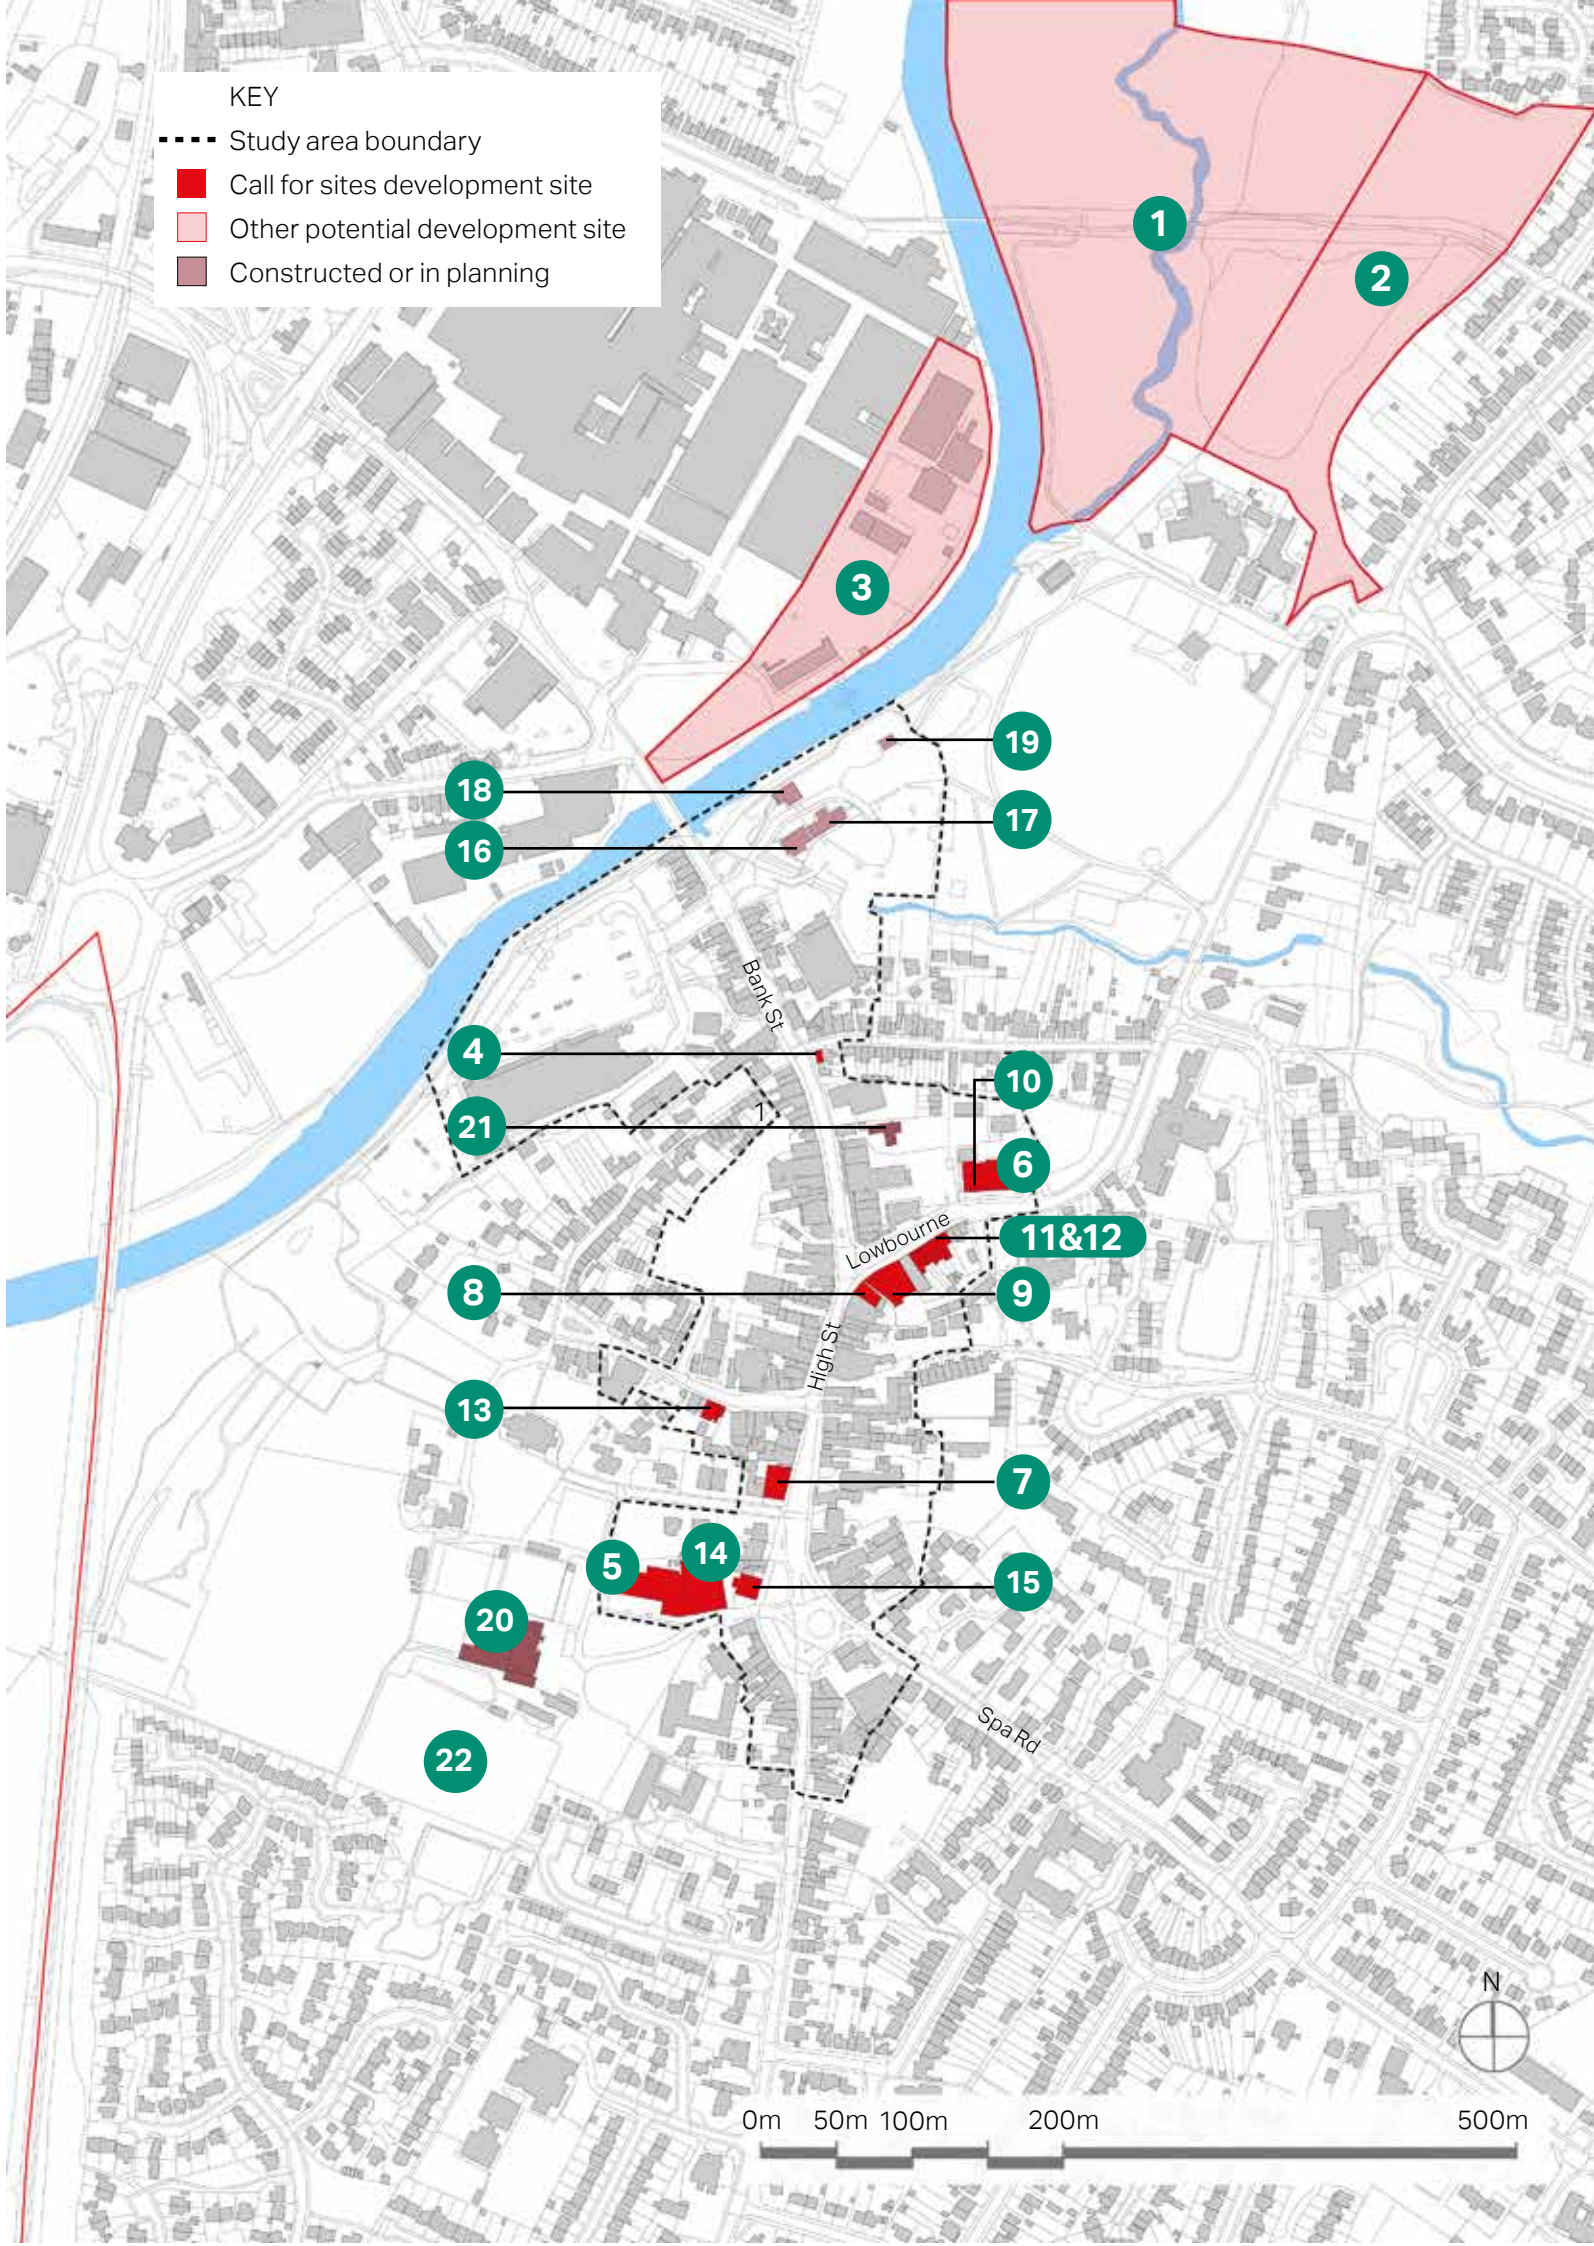 KEY
Study area boundary
Call for sites development site
Other potential development site
Constructed or in planning
1
2
3
19
18
17
16
Bank St
4
10
1
21
6
Lowbourne
11&12
8
9
High St
13
7
14
5
15
20
Spa Rd
22
N
0m 50m 100m 200m 500m